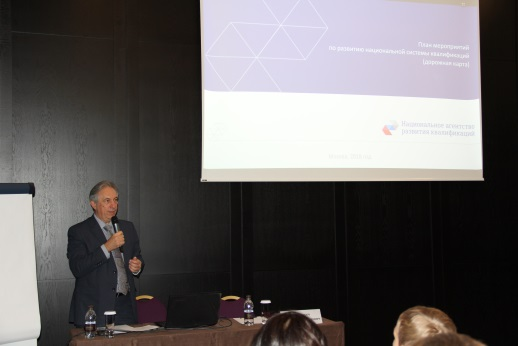 План мероприятий
по развитию национальной системы квалификаций
(дорожная карта)
Национальное агентство
развития квалификаций